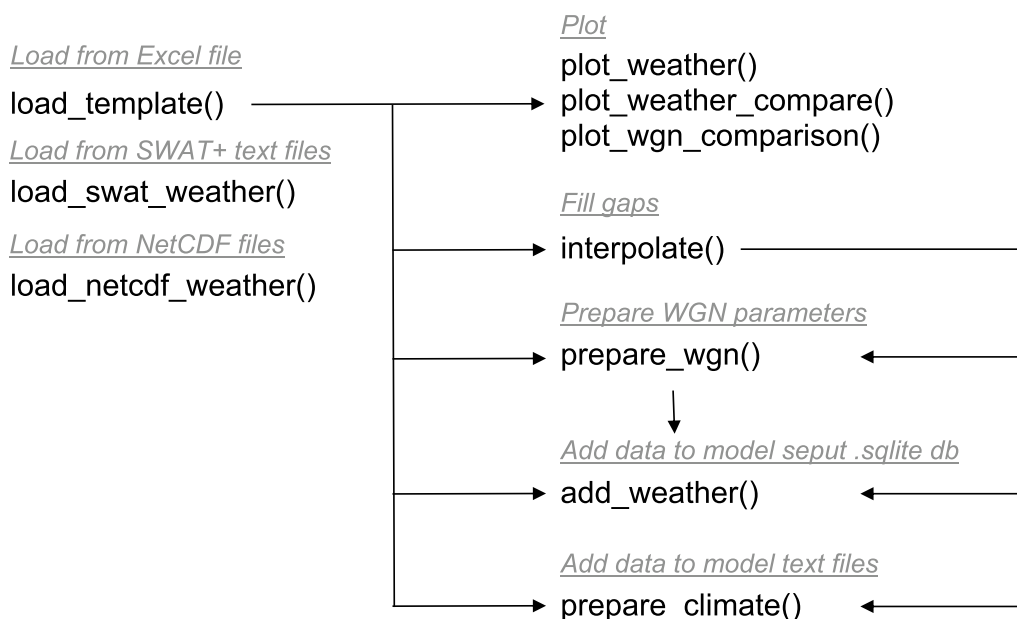 Load from Excel file
load_template()
Load from SWAT+ text files
load_swat_weather()
Load from NetCDF files
load_netcdf_weather()
Plot
plot_weather()
plot_weather_compare()
plot_wgn_comparison()
Fill gaps
interpolate()
Prepare WGN parameters
prepare_wgn()
Add data to model seput .sqlite db
add_weather()
Add data to model text files
prepare_climate()